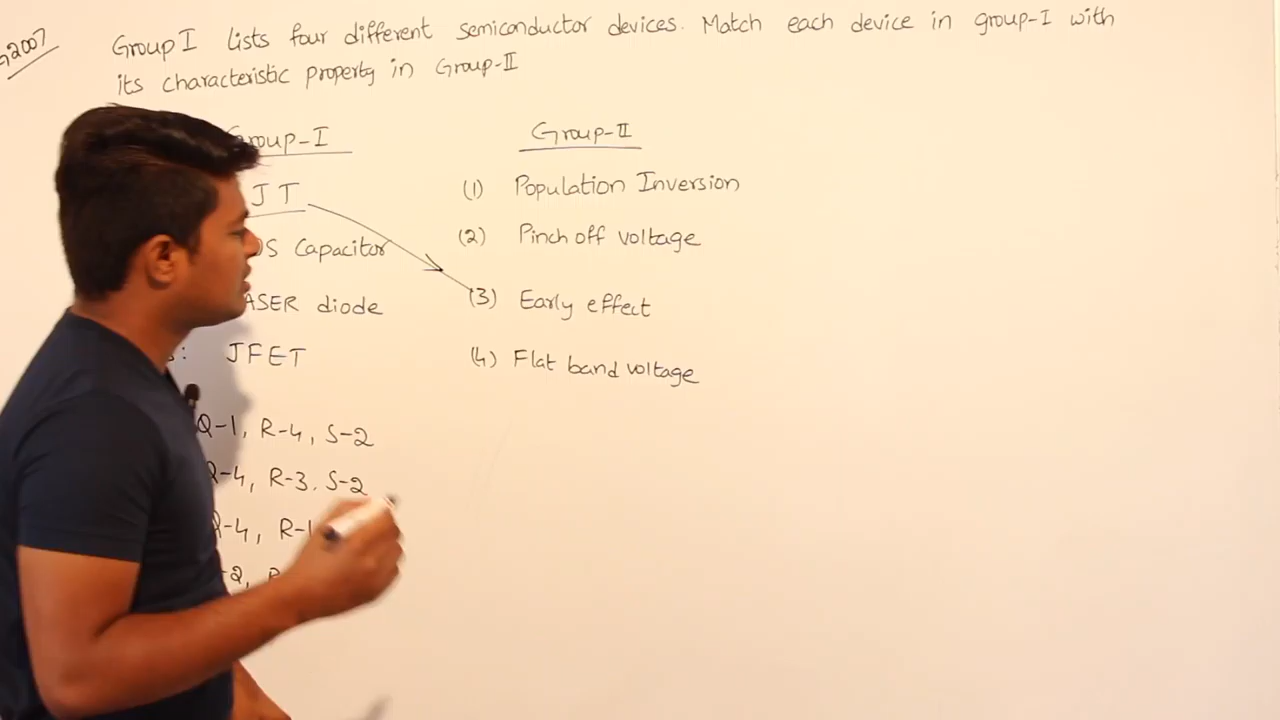 2007
Group I Lists four different semiconductor devices. Match each device in group-I with
its characteristic property in Group-II
Group-I
Group-II
JT
(1) Population Inversion
OS Capacitor
(2) Pinch off voltage
ASER diode
(3) Early effect
S: JFET
(4) Flat band voltage
Q-1, R-4, S-2
Q-4, R-3. S-2
Q-4, R-1
-2,